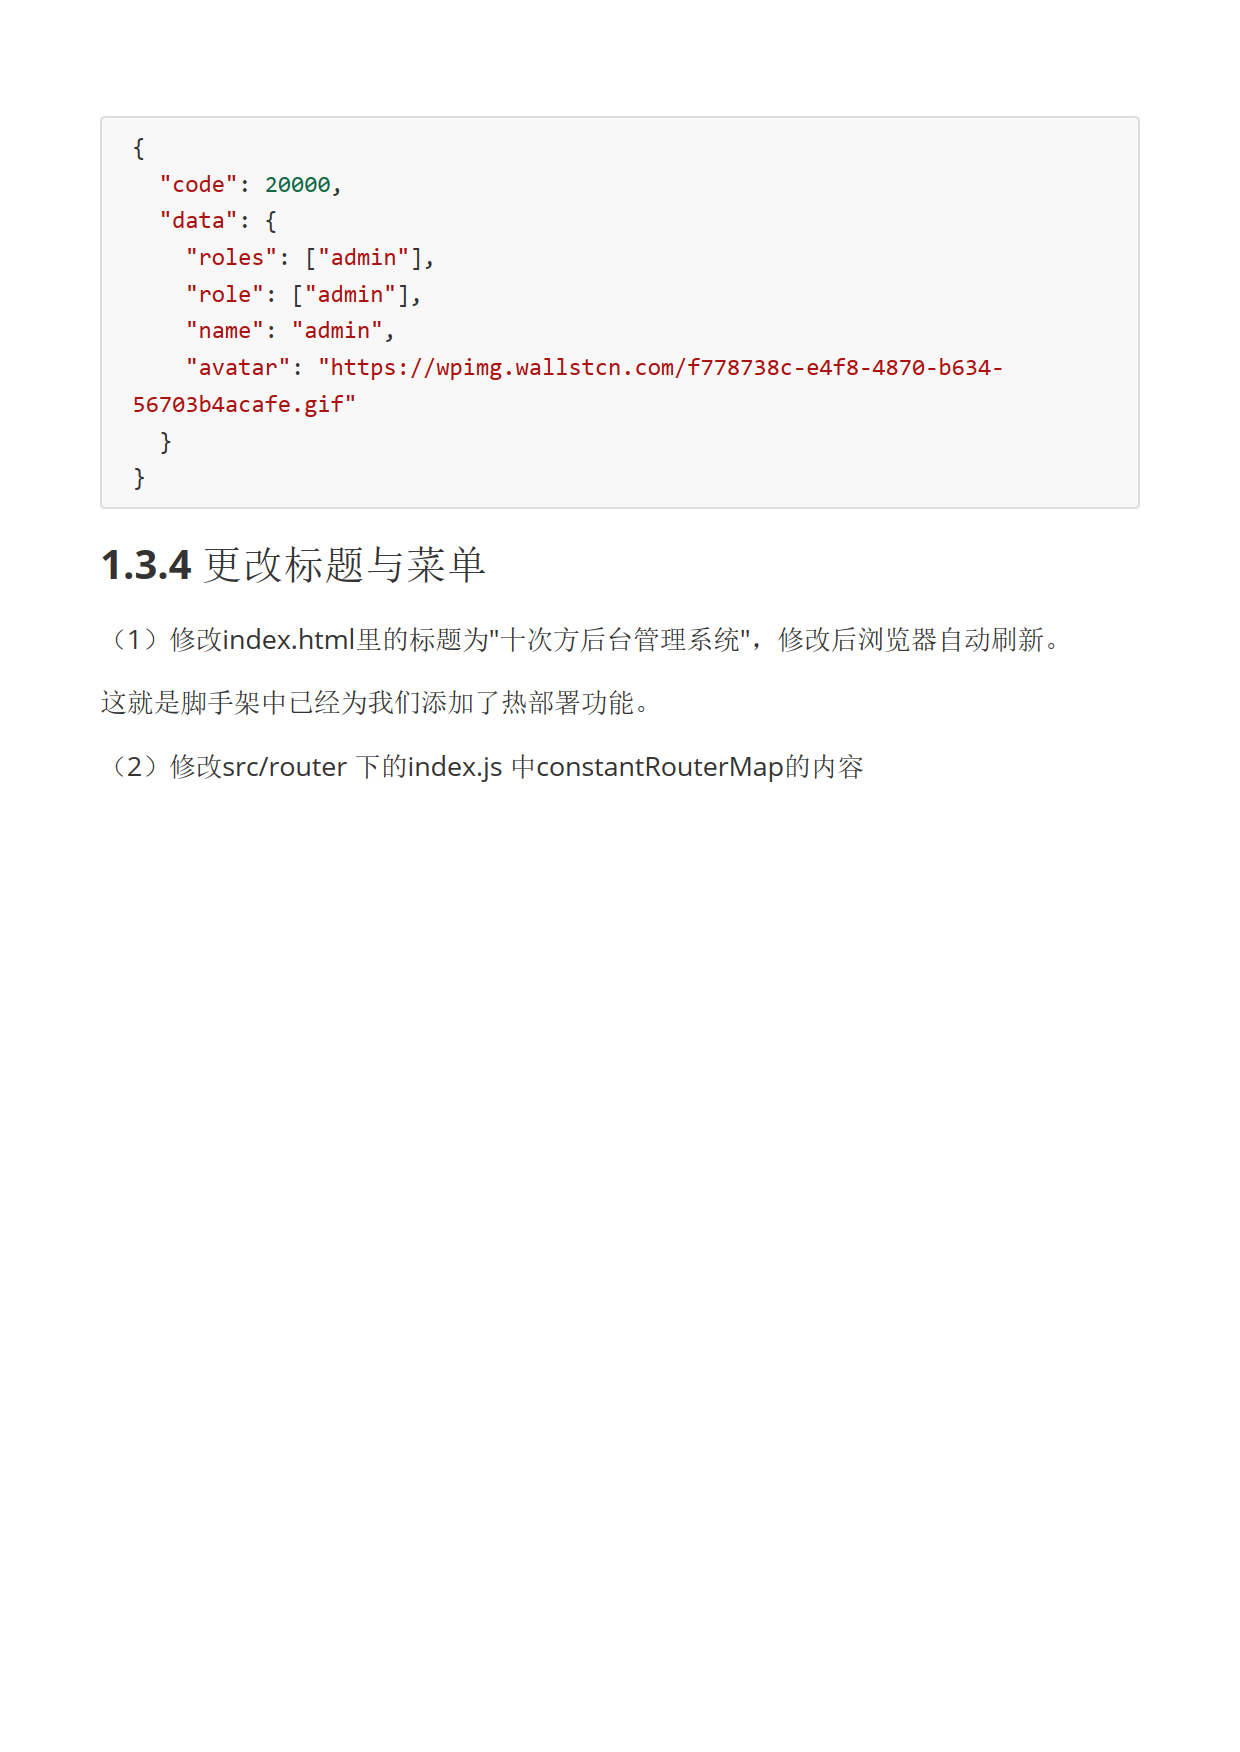 {
  "code": 20000,
  "data": {
    "roles": ["admin"],
    "role": ["admin"],
    "name": "admin",
    "avatar": "https://wpimg.wallstcn.com/f778738c-e4f8-4870-b634-
56703b4acafe.gif"
  }
}
1.3.4 更改标题与菜单
（1）修改index.html里的标题为"十次方后台管理系统"，修改后浏览器自动刷新。
这就是脚手架中已经为我们添加了热部署功能。
（2）修改src/router 下的index.js 中constantRouterMap的内容